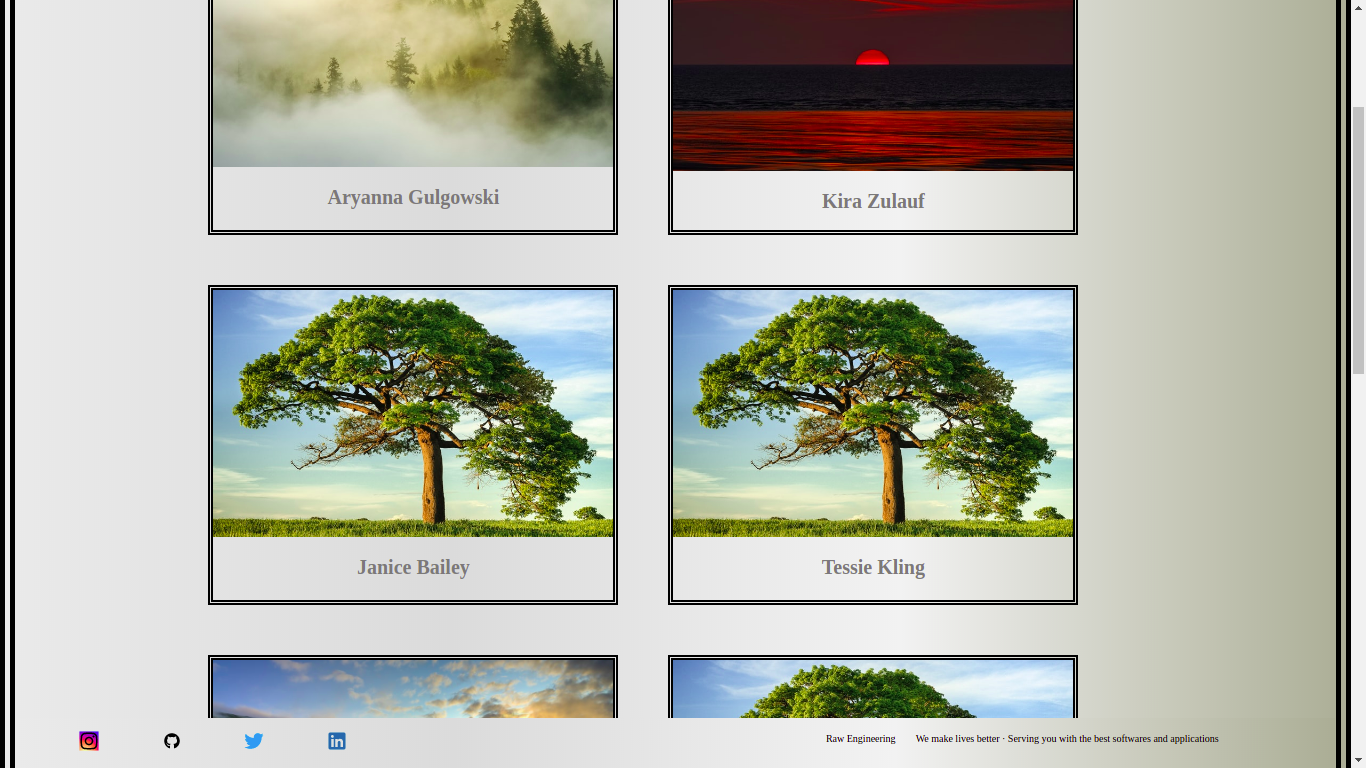 Aryanna Gulgowski
Kira Zulauf
Janice Bailey
Tessie Kling
Raw Engineering We make lives better · Serving you with the best softwares and applications